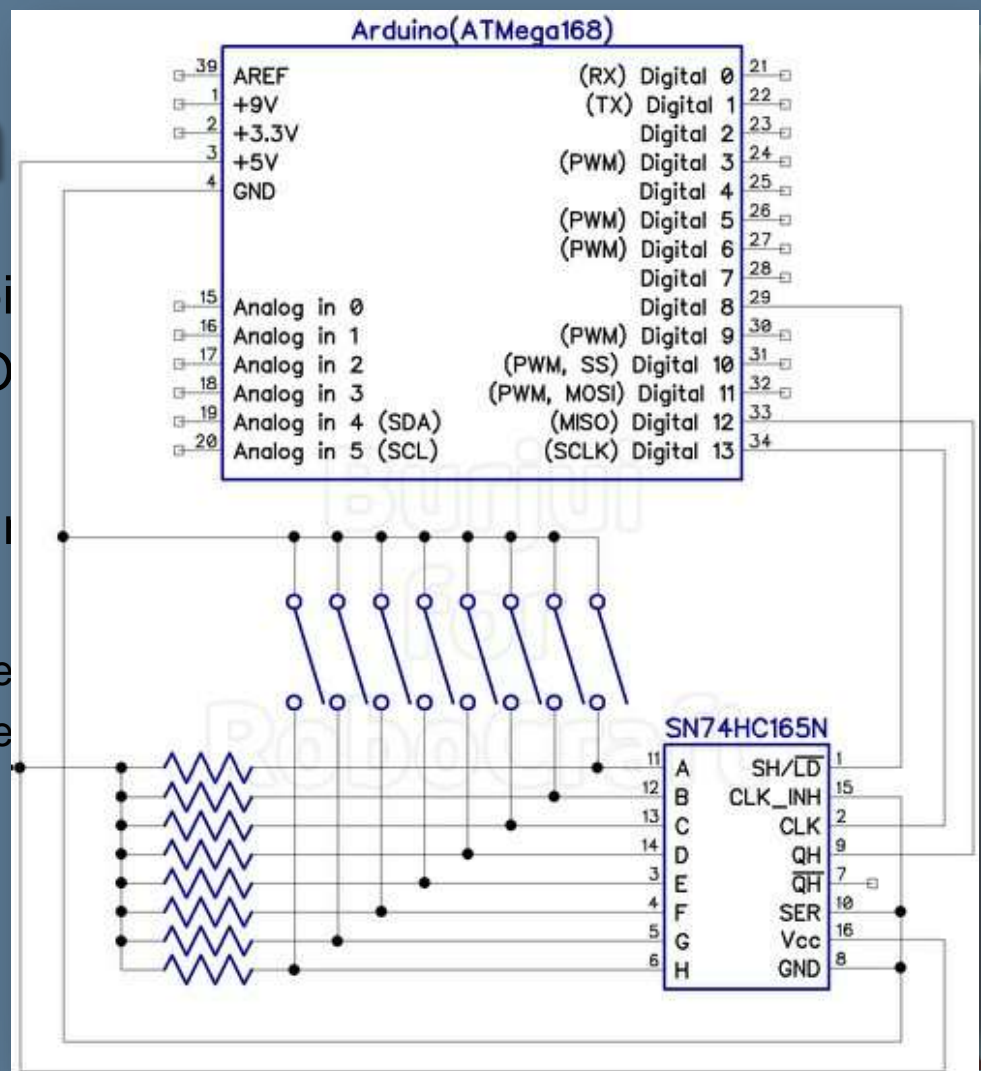 Arduino(ATMega168)
39 AREF
1 +9V
2 +3.3V
3 +5V
4 GND
15 Analog in 0
16 Analog in 1
17 Analog in 2
18 Analog in 3
19 Analog in 4 (SDA)
20 Analog in 5 (SCL)
(RX) Digital 0 21
(TX) Digital 1 22
Digital 2 23
(PWM) Digital 3 24
Digital 4 25
(PWM) Digital 5 26
(PWM) Digital 6 27
Digital 7 28
Digital 8 29
(PWM) Digital 9 30
(PWM, SS) Digital 10 31
(PWM, MOSI) Digital 11 32
(MISO) Digital 12 33
(SCLK) Digital 13 34
Burjui
for
RoboCraft
SN74HC165N
11 A
12 B
13 C
14 D
3 E
4 F
5 G
6 H
SH/L̅D̅ 1
CLK_INH 15
CLK 2
QH 9
Q̅H̅ 7
SER 10
Vcc 16
GND 8